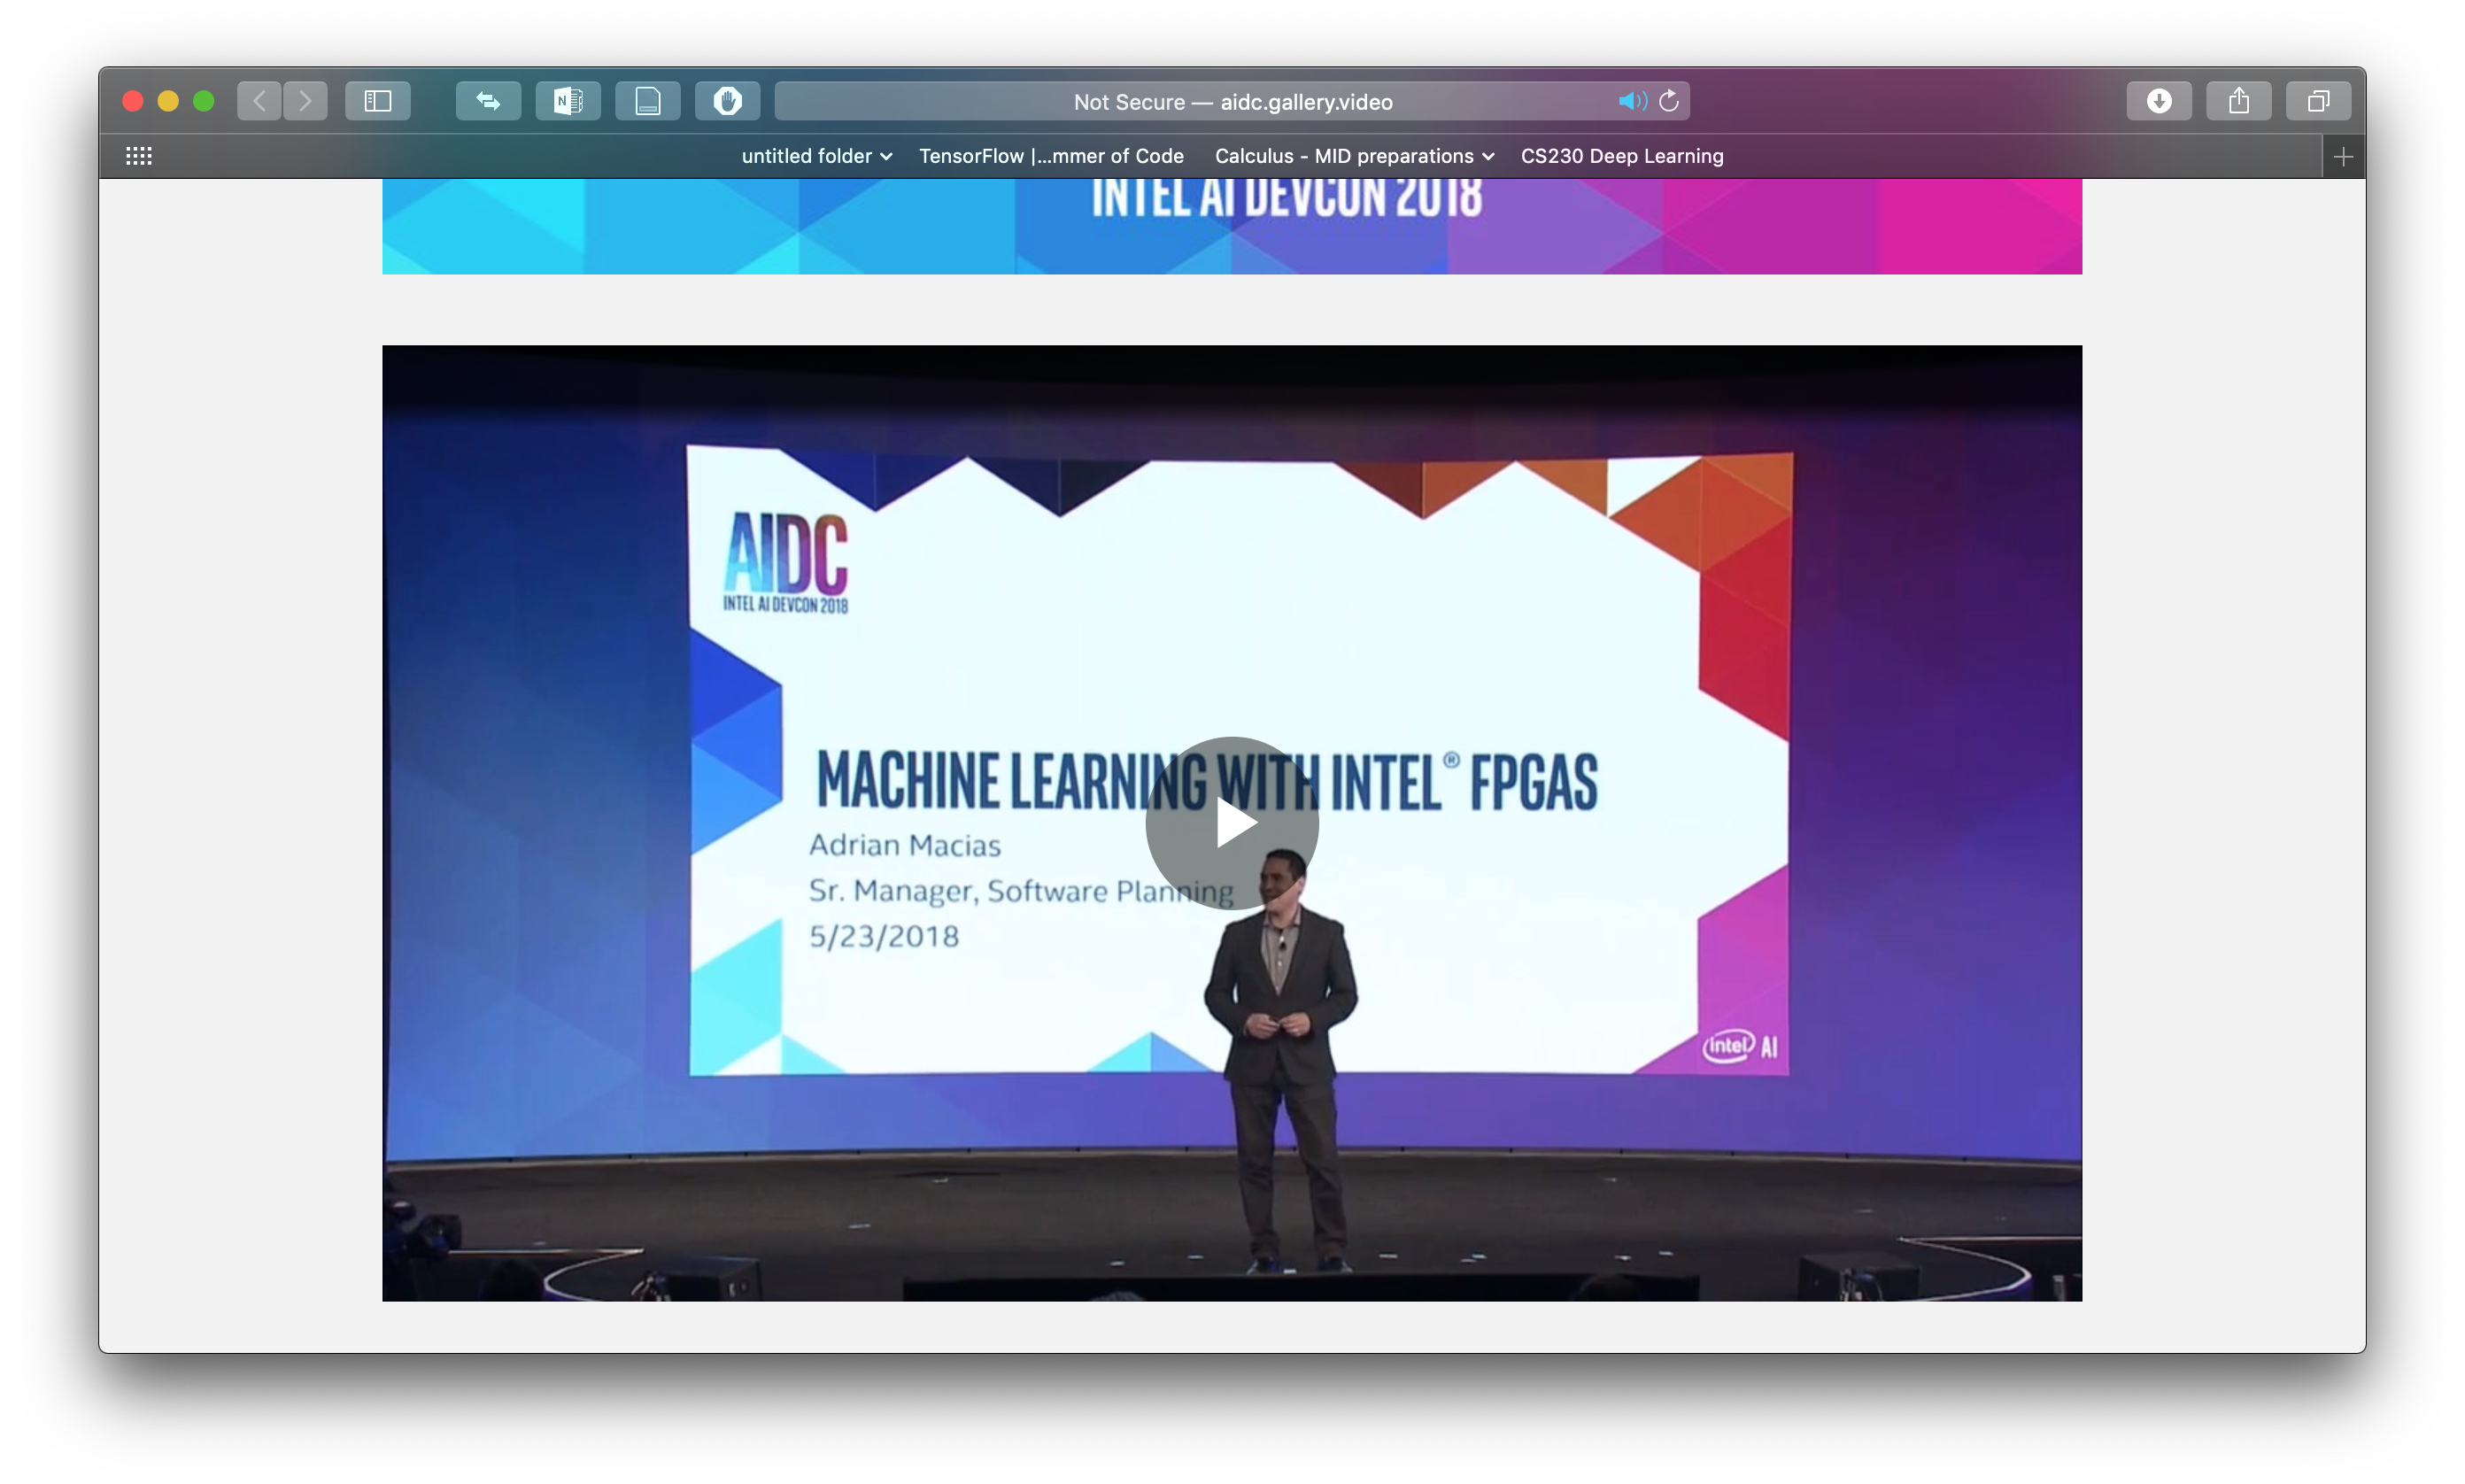 Not Secure — aidc.gallery.video
untitled folder
TensorFlow |...mmer of Code
Calculus - MID preparations
CS230 Deep Learning
INTEL AI DEVCON 2018
AIDC
INTEL AI DEVCON 2018
MACHINE LEARNING WITH INTEL® FPGAS
Adrian Macias
Sr. Manager, Software Planning
5/23/2018
intel AI